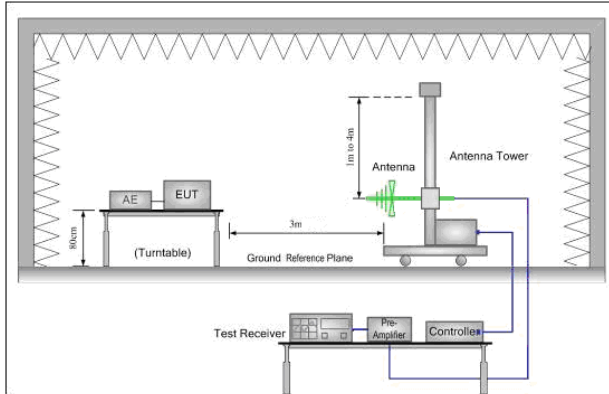 1m to 4m
Antenna
Antenna Tower
AE
EUT
3m
80cm
(Turntable)
Ground Reference Plane
Test Receiver
Pre-
Amplifier
Controller